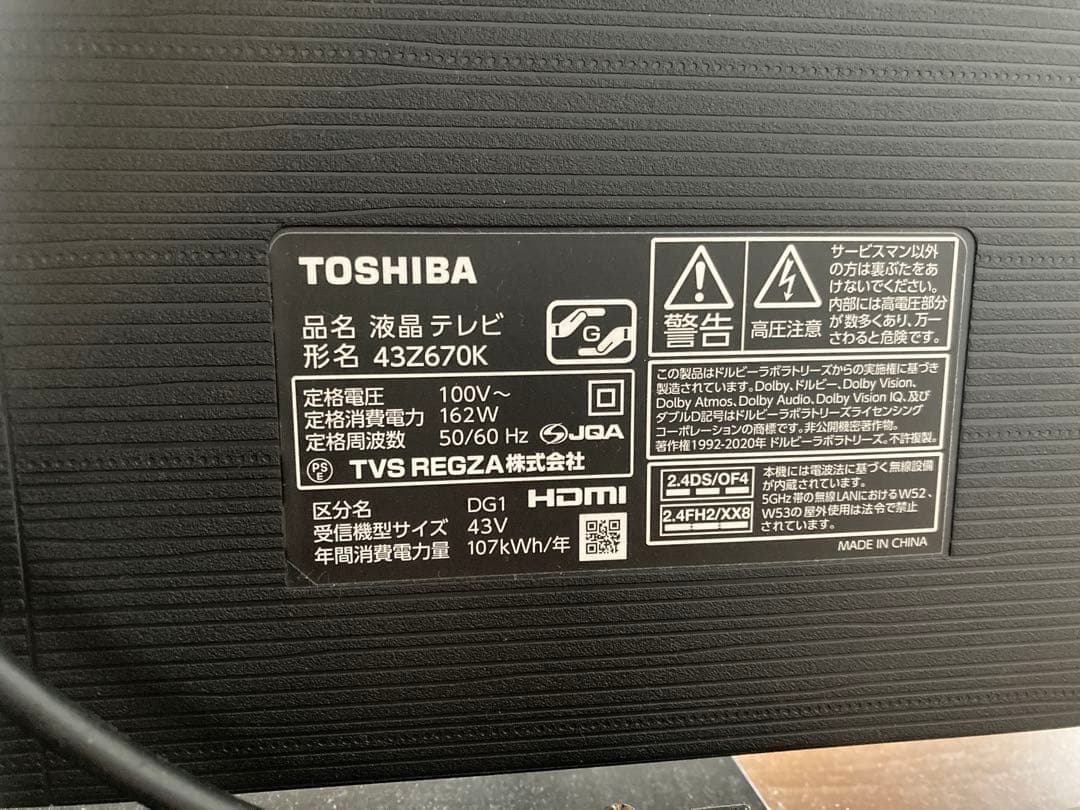 TOSHIBA
品名 液晶テレビ
形名 43Z670K
G
定格電圧 100V～
定格消費電力 162W
定格周波数 50/60 Hz JQA
PSE TVS REGZA株式会社
区分名 DG1 HDMI
受信機型サイズ 43V
年間消費電力量 107kWh/年
警告
高圧注意
サービスマン以外
の方は裏ぶたをあ
けないでください。
内部には高電圧部分
が数多くあり、万一
さわると危険です。
この製品はドルビーラボラトリーズからの実施権に基づき
製造されています。Dolby、ドルビー、Dolby Vision、
Dolby Atmos、Dolby Audio、Dolby Vision IQ、及び
ダブルD記号はドルビーラボラトリーズライセンシング
コーポレーションの商標です。非公開機密著作物。
著作権1992-2020年 ドルビーラボラトリーズ。不許複製。
2.4DS/OF4
2.4FH2/XX8
本機には電波法に基づく無線設備
が内蔵されています。
5GHz帯の無線LANにおけるW52、
W53の屋外使用は法令で禁止
されています。
MADE IN CHINA